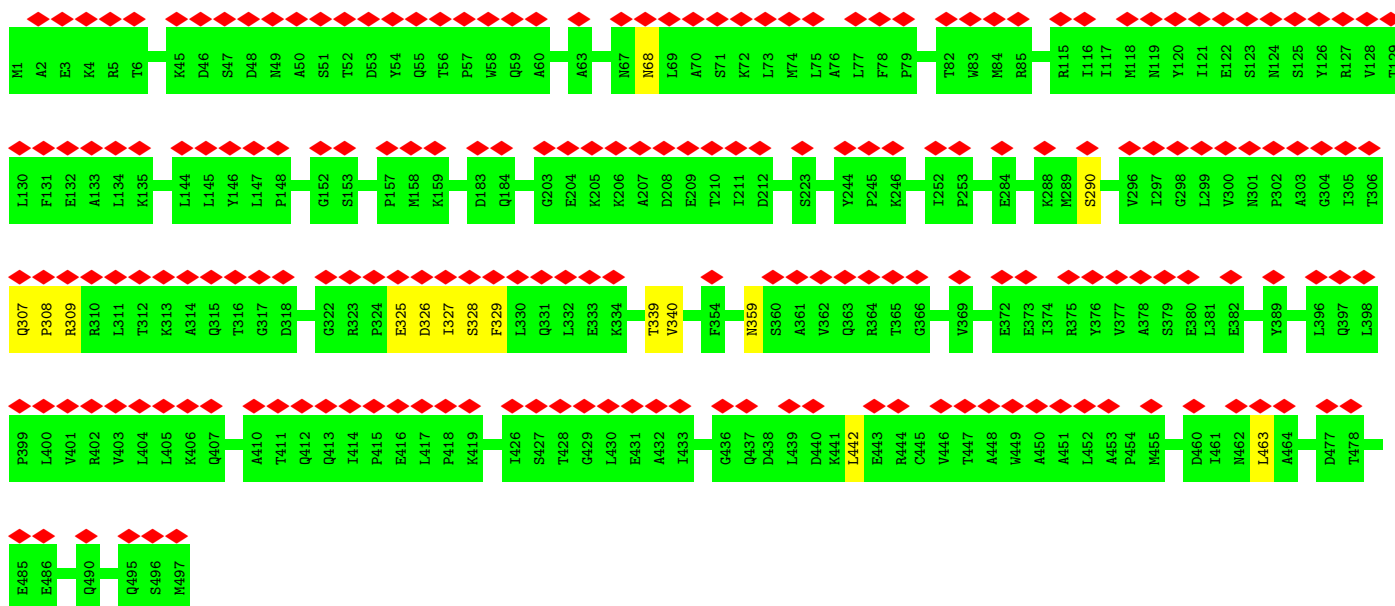 M1 A2 E3 K4 R5 T6 K45 D46 S47 D48 N49 A50 S51 T52 D53 Y54 Q55 T56 P57 W58 Q59 A60 A63 N67 N68 L69 A70 S71 K72 L73 M74 L75 A76 L77 F78 P79 T82 W83 M84 R85 R115 I116 I117 M118 N119 Y120 I121 E122 S123 N124 S125 Y126 R127 V128 T129
L130 F131 E132 A133 L134 K135 L144 L145 Y146 L147 P148 G152 S153 P157 M158 K159 D183 Q184 G203 E204 K205 K206 A207 D208 E209 T210 I211 D212 S223 Y244 P245 K246 I252 P253 E284 K288 M289 S290 V296 I297 G298 L299 V300 N301 P302 A303 G304 I305 T306
Q307 P308 R309 R310 L311 T312 K313 A314 Q315 T316 G317 D318 G322 R323 P324 E325 D326 I327 S328 F329 L330 Q331 L332 E333 K334 T339 V340 F354 N359 S360 A361 V362 Q363 R364 T365 G366 V369 E372 E373 I374 R375 Y376 V377 A378 S379 E380 L381 E382 Y389 L396 Q397 L398
P399 L400 V401 R402 V403 L404 L405 K406 Q407 A410 T411 Q412 Q413 I414 P415 E416 L417 P418 K419 I426 S427 T428 G429 L430 E431 A432 I433 G436 Q437 D438 L439 D440 K441 L442 E443 R444 C445 V446 T447 A448 W449 A450 A451 L452 A453 P454 M455 D460 I461 N462 L463 A464 D477 T478
E485 E486 Q490 Q495 S496 M497